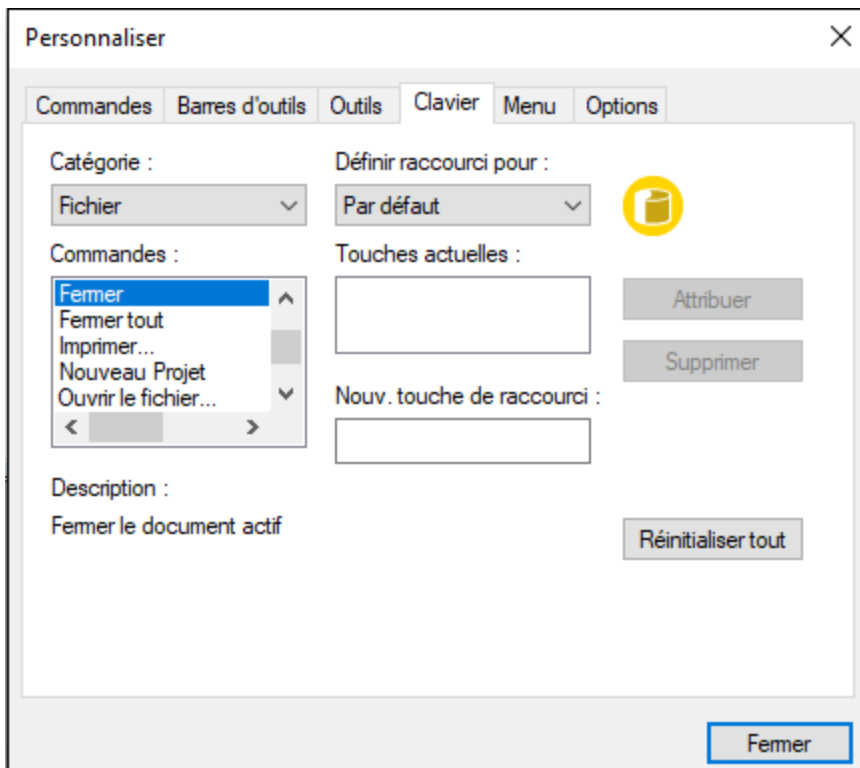 Personnaliser
Commandes Barres d'outils Outils Clavier Menu Options
Catégorie : Définir raccourci pour :
Fichier Par défaut
Commandes : Touches actuelles :
Fermer
Fermer tout
Imprimer...
Nouveau Projet
Ouvrir le fichier...
Attribuer
Supprimer
Nouv. touche de raccourci :
Description :
Fermer le document actif
Réinitialiser tout
Fermer